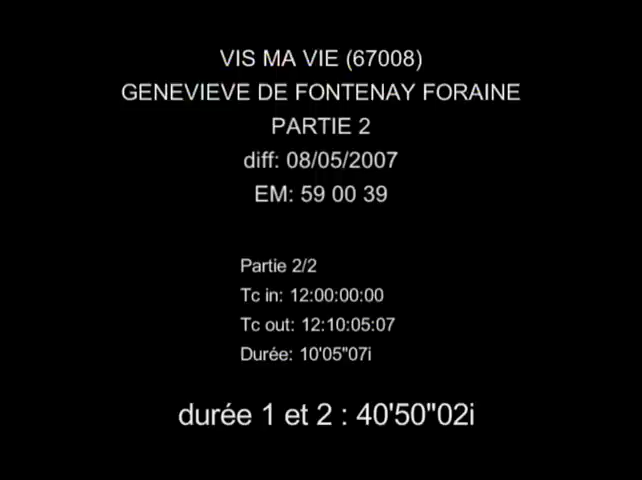 VIS MA VIE (67008)
GENEVIEVE DE FONTENAY FORAINE
PARTIE 2
diff: 08/05/2007
EM: 59 00 39
Partie 2/2
Tc in: 12:00:00:00
Tc out: 12:10:05:07
Durée: 10'05"07i
durée 1 et 2 : 40'50"02i